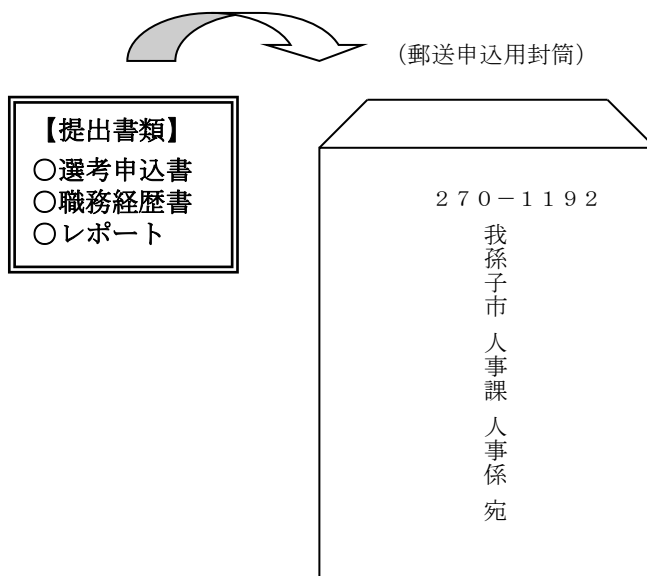 (郵送申込用封筒)
【提出書類】
○選考申込書
○職務経歴書
○レポート
２７０－１１９２
我孫子市 人事課 人事係 宛